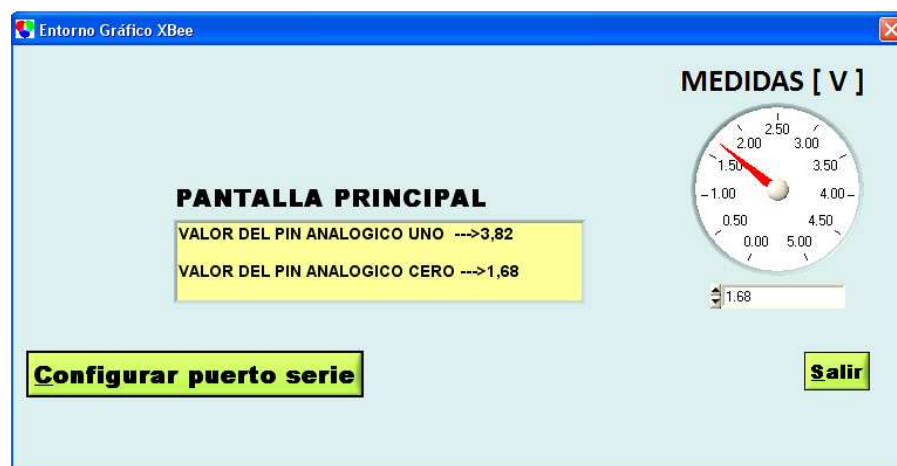 Entorno Gráfico XBee
MEDIDAS [ V ]
2.50
2.00
3.00
1.50
3.50
1.00
4.00
0.50
4.50
0.00
5.00
1.68
PANTALLA PRINCIPAL
VALOR DEL PIN ANALOGICO UNO --->3,82
VALOR DEL PIN ANALOGICO CERO --->1,68
Configurar puerto serie
Salir